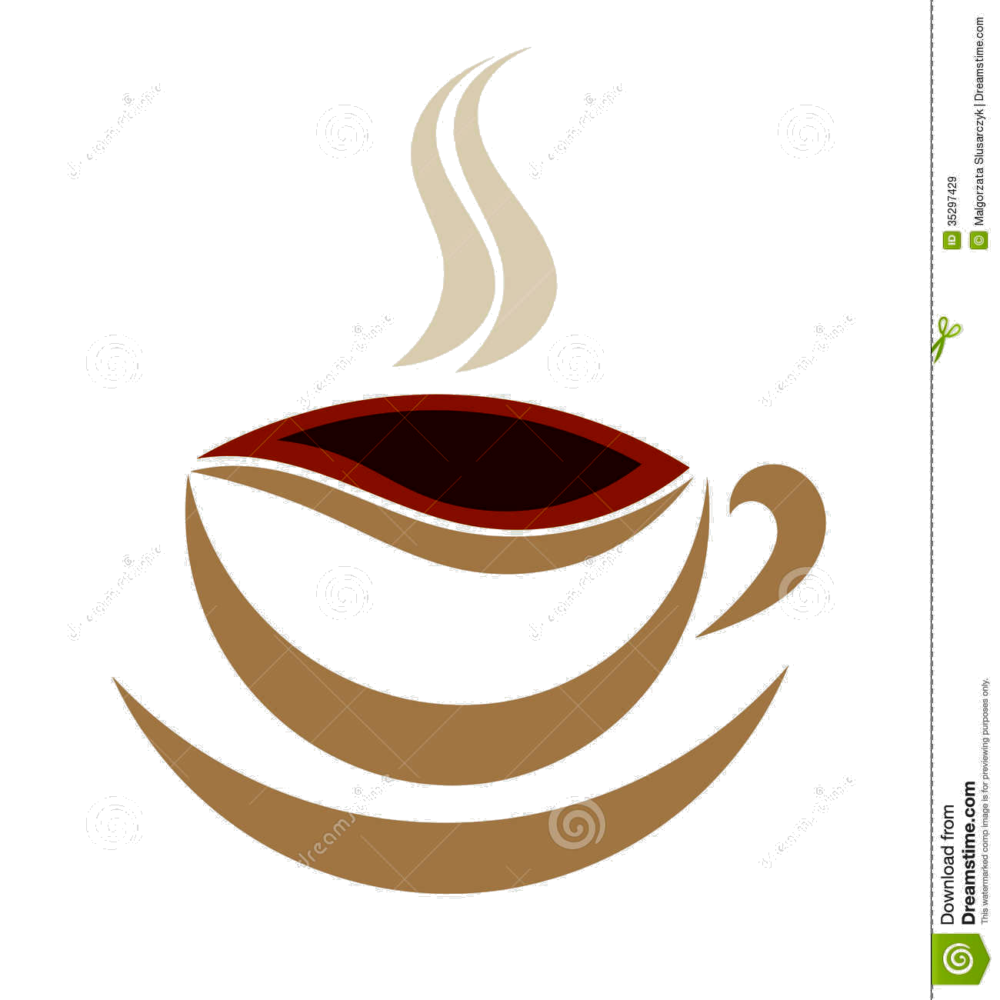 35297429
Malgorzata Slusarczyk | Dreamstime.com
ID
©
Download from
Dreamstime.com
This watermarked comp image is for previewing purposes only.
dreamstime